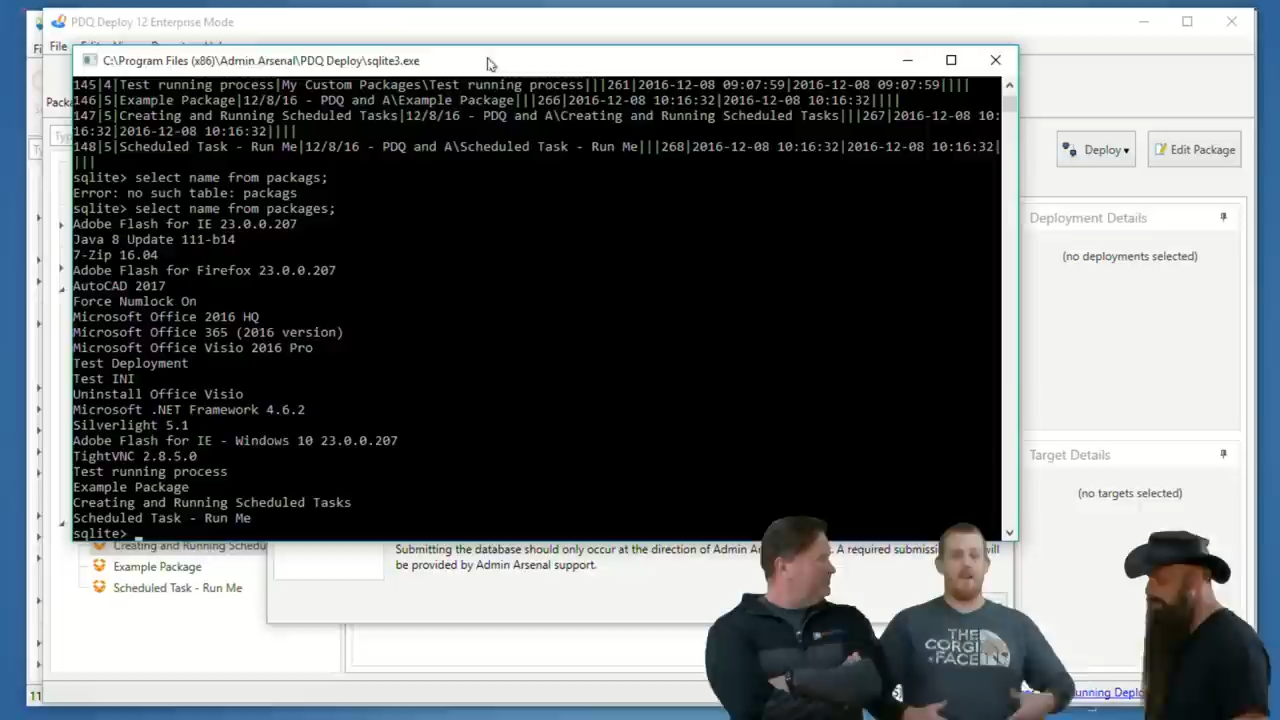 PDQ Deploy 12 Enterprise Mode
File
C:\Program Files (x86)\Admin Arsenal\PDQ Deploy\sqlite3.exe
145|4|Test running process|My Custom Packages\Test running process|||261|2016-12-08 09:07:59|2016-12-08 09:07:59||||
146|5|Example Package|12/8/16 - PDQ and A\Example Package|||266|2016-12-08 10:16:32|2016-12-08 10:16:32||||
147|5|Creating and Running Scheduled Tasks|12/8/16 - PDQ and A\Creating and Running Scheduled Tasks|||267|2016-12-08 10:
16:32|2016-12-08 10:16:32||||
148|5|Scheduled Task - Run Me|12/8/16 - PDQ and A\Scheduled Task - Run Me|||268|2016-12-08 10:16:32|2016-12-08 10:16:32|
|||
sqlite> select name from packags;
Error: no such table: packags
sqlite> select name from packages;
Adobe Flash for IE 23.0.0.207
Java 8 Update 111-b14
7-Zip 16.04
Adobe Flash for Firefox 23.0.0.207
AutoCAD 2017
Force Numlock On
Microsoft Office 2016 HQ
Microsoft Office 365 (2016 version)
Microsoft Office Visio 2016 Pro
Test Deployment
Test INI
Uninstall Office Visio
Microsoft .NET Framework 4.6.2
Silverlight 5.1
Adobe Flash for IE - Windows 10 23.0.0.207
TightVNC 2.8.5.0
Test running process
Example Package
Creating and Running Scheduled Tasks
Scheduled Task - Run Me
sqlite>
Deploy
Edit Package
Deployment Details
(no deployments selected)
Target Details
(no targets selected)
Creating and Running Schedu
Example Package
Scheduled Task - Run Me
Submitting the database should only occur at the direction of Admin A
A required submissi
be provided by Admin Arsenal support.
THE
CORGI
FACE
11
unning Deplo